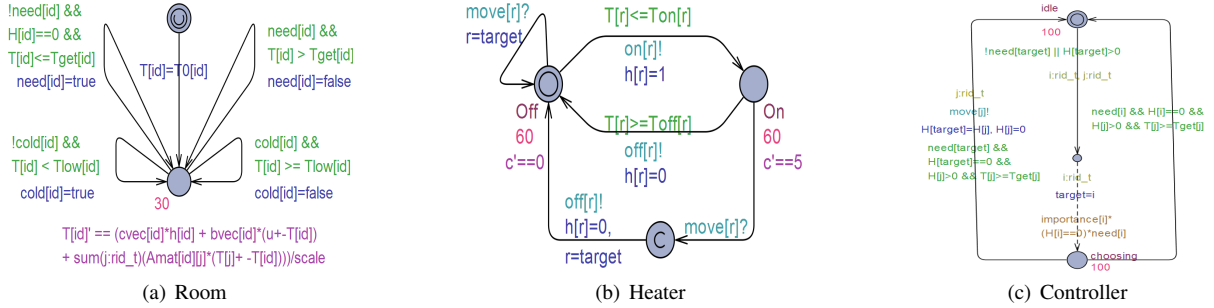 !need[id] &&
H[id]==0 &&
T[id]<=Tget[id]
need[id]=true
T[id]=T0[id]
need[id] &&
T[id] > Tget[id]
need[id]=false
!cold[id] &&
T[id] < Tlow[id]
cold[id]=true
cold[id] &&
T[id] >= Tlow[id]
cold[id]=false
30
T[id]' == (cvec[id]*h[id] + bvec[id]*(u+-T[id])
+ sum(j:rid_t)(Amat[id][j]*(T[j]+ -T[id])))/scale
(a) Room
move[r]?
r=target
T[r]<=Ton[r]
on[r]!
h[r]=1
Off
60
c'==0
T[r]>=Toff[r]
off[r]!
h[r]=0
On
60
c'==5
off[r]!
h[r]=0,
r=target
C
move[r]?
(b) Heater
idle
100
!need[target] || H[target]>0
i:rid_t, j:rid_t
j:rid_t
move[j]!
H[target]=H[j], H[j]=0
need[target] &&
H[target]==0 &&
H[j]>0 && T[j]>=Tget[j]
need[i] && H[i]==0 &&
H[j]>0 && T[j]>=Tget[j]
i:rid_t
target=i
importance[i]*
(H[i]==0)*need[i]
choosing
100
(c) Controller